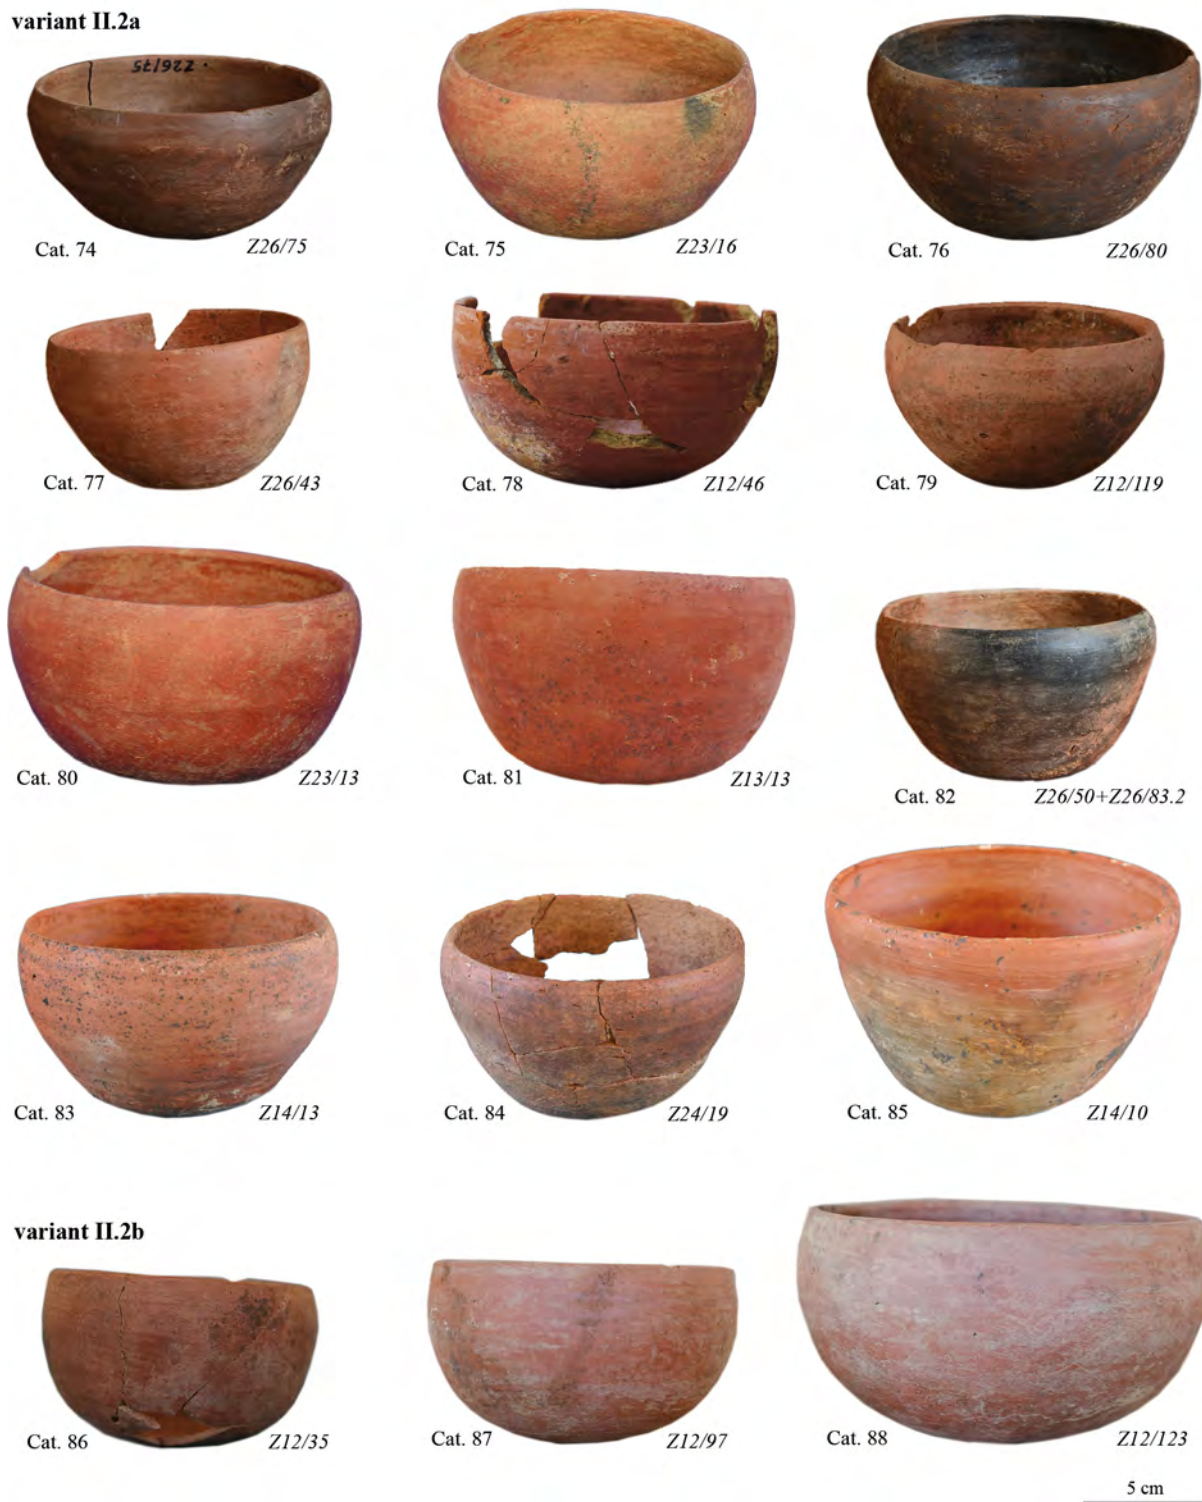 variant II.2a
Z26/75
Cat. 74 Z26/75
Cat. 75 Z23/16
Cat. 76 Z26/80
Cat. 77 Z26/43
Cat. 78 Z12/46
Cat. 79 Z12/119
Cat. 80 Z23/13
Cat. 81 Z13/13
Cat. 82 Z26/50+Z26/83.2
Cat. 83 Z14/13
Cat. 84 Z24/19
Cat. 85 Z14/10
variant II.2b
Cat. 86 Z12/35
Cat. 87 Z12/97
Cat. 88 Z12/123
5 cm